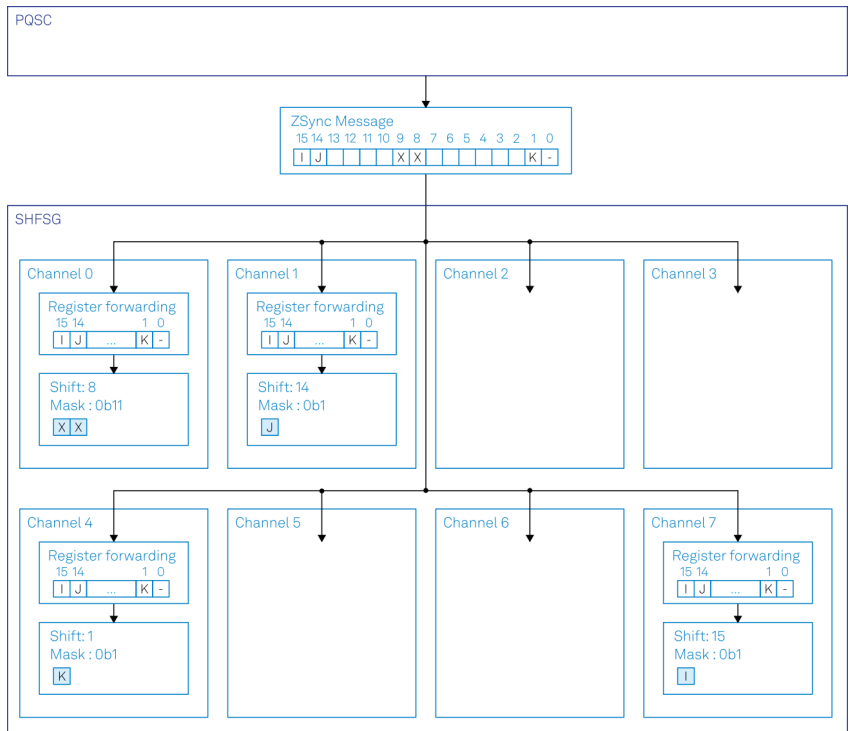 PQSC
ZSync Message
15 14 13 12 11 10 9 8 7 6 5 4 3 2 1 0
I J X X K -
SHFSG
Channel 0
Register forwarding
15 14 1 0
I J ... K -
Shift: 8
Mask : 0b11
X X
Channel 1
Register forwarding
15 14 1 0
I J ... K -
Shift: 14
Mask : 0b1
J
Channel 2
Channel 3
Channel 4
Register forwarding
15 14 1 0
I J ... K -
Shift: 1
Mask : 0b1
K
Channel 5
Channel 6
Channel 7
Register forwarding
15 14 1 0
I J ... K -
Shift: 15
Mask : 0b1
I